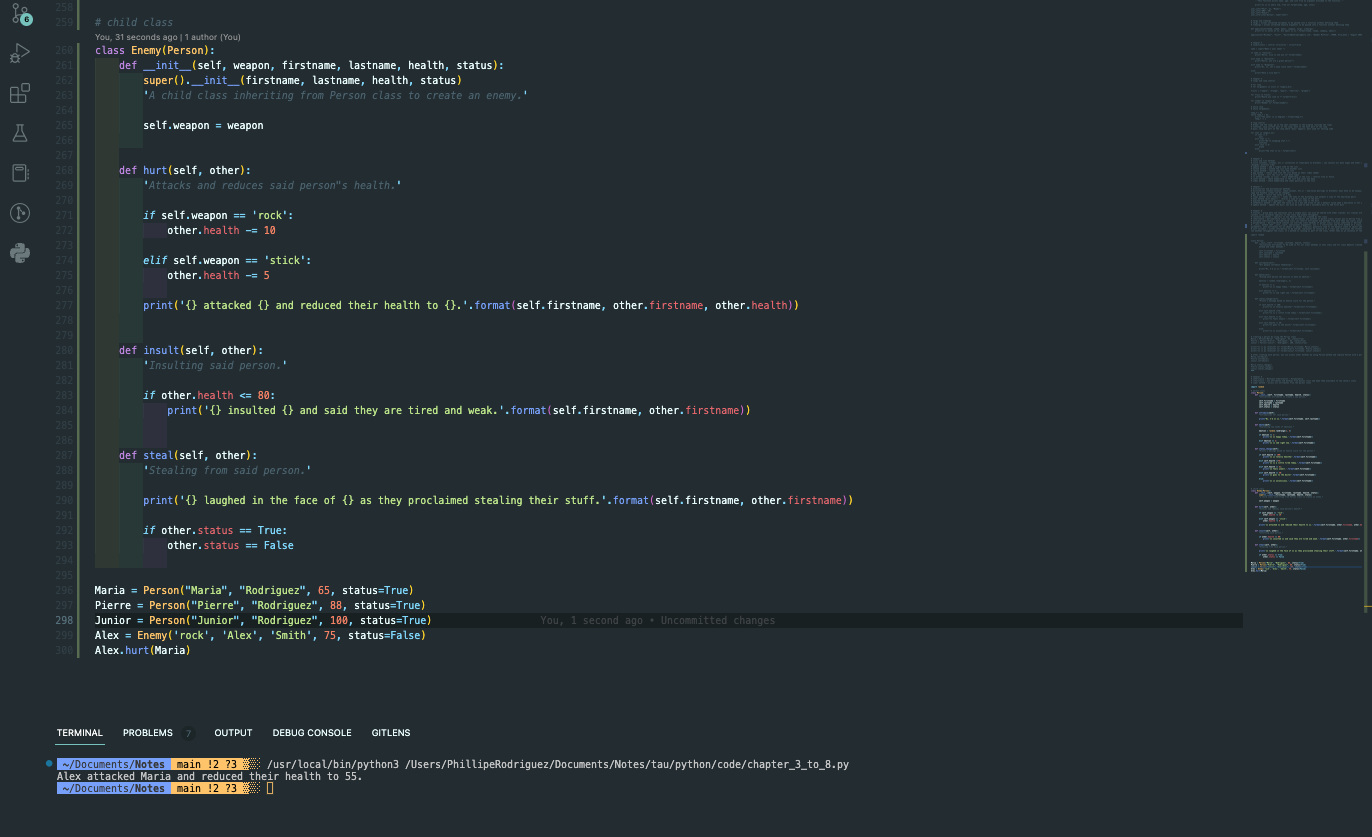 6
258
259 # child class
You, 31 seconds ago | 1 author (You)
260 class Enemy(Person):
261 def __init__(self, weapon, firstname, lastname, health, status):
262 super().__init__(firstname, lastname, health, status)
263 'A child class inheriting from Person class to create an enemy.'
264
265 self.weapon = weapon
266
267
268 def hurt(self, other):
269 'Attacks and reduces said person"s health.'
270
271 if self.weapon == 'rock':
272 other.health -= 10
273
274 elif self.weapon == 'stick':
275 other.health -= 5
276
277 print('{} attacked {} and reduced their health to {}.'.format(self.firstname, other.firstname, other.health))
278
279
280 def insult(self, other):
281 'Insulting said person.'
282
283 if other.health <= 80:
284 print('{} insulted {} and said they are tired and weak.'.format(self.firstname, other.firstname))
285
286
287 def steal(self, other):
288 'Stealing from said person.'
289
290 print('{} laughed in the face of {} as they proclaimed stealing their stuff.'.format(self.firstname, other.firstname))
291
292 if other.status == True:
293 other.status == False
294
295
296 Maria = Person("Maria", "Rodriguez", 65, status=True)
297 Pierre = Person("Pierre", "Rodriguez", 88, status=True)
298 Junior = Person("Junior", "Rodriguez", 100, status=True) You, 1 second ago • Uncommitted changes
299 Alex = Enemy('rock', 'Alex', 'Smith', 75, status=False)
300 Alex.hurt(Maria)
TERMINAL PROBLEMS 7 OUTPUT DEBUG CONSOLE GITLENS
~/Documents/Notes main !2 ?3 /usr/local/bin/python3 /Users/PhillipeRodriguez/Documents/Notes/tau/python/code/chapter_3_to_8.py
Alex attacked Maria and reduced their health to 55.
~/Documents/Notes main !2 ?3